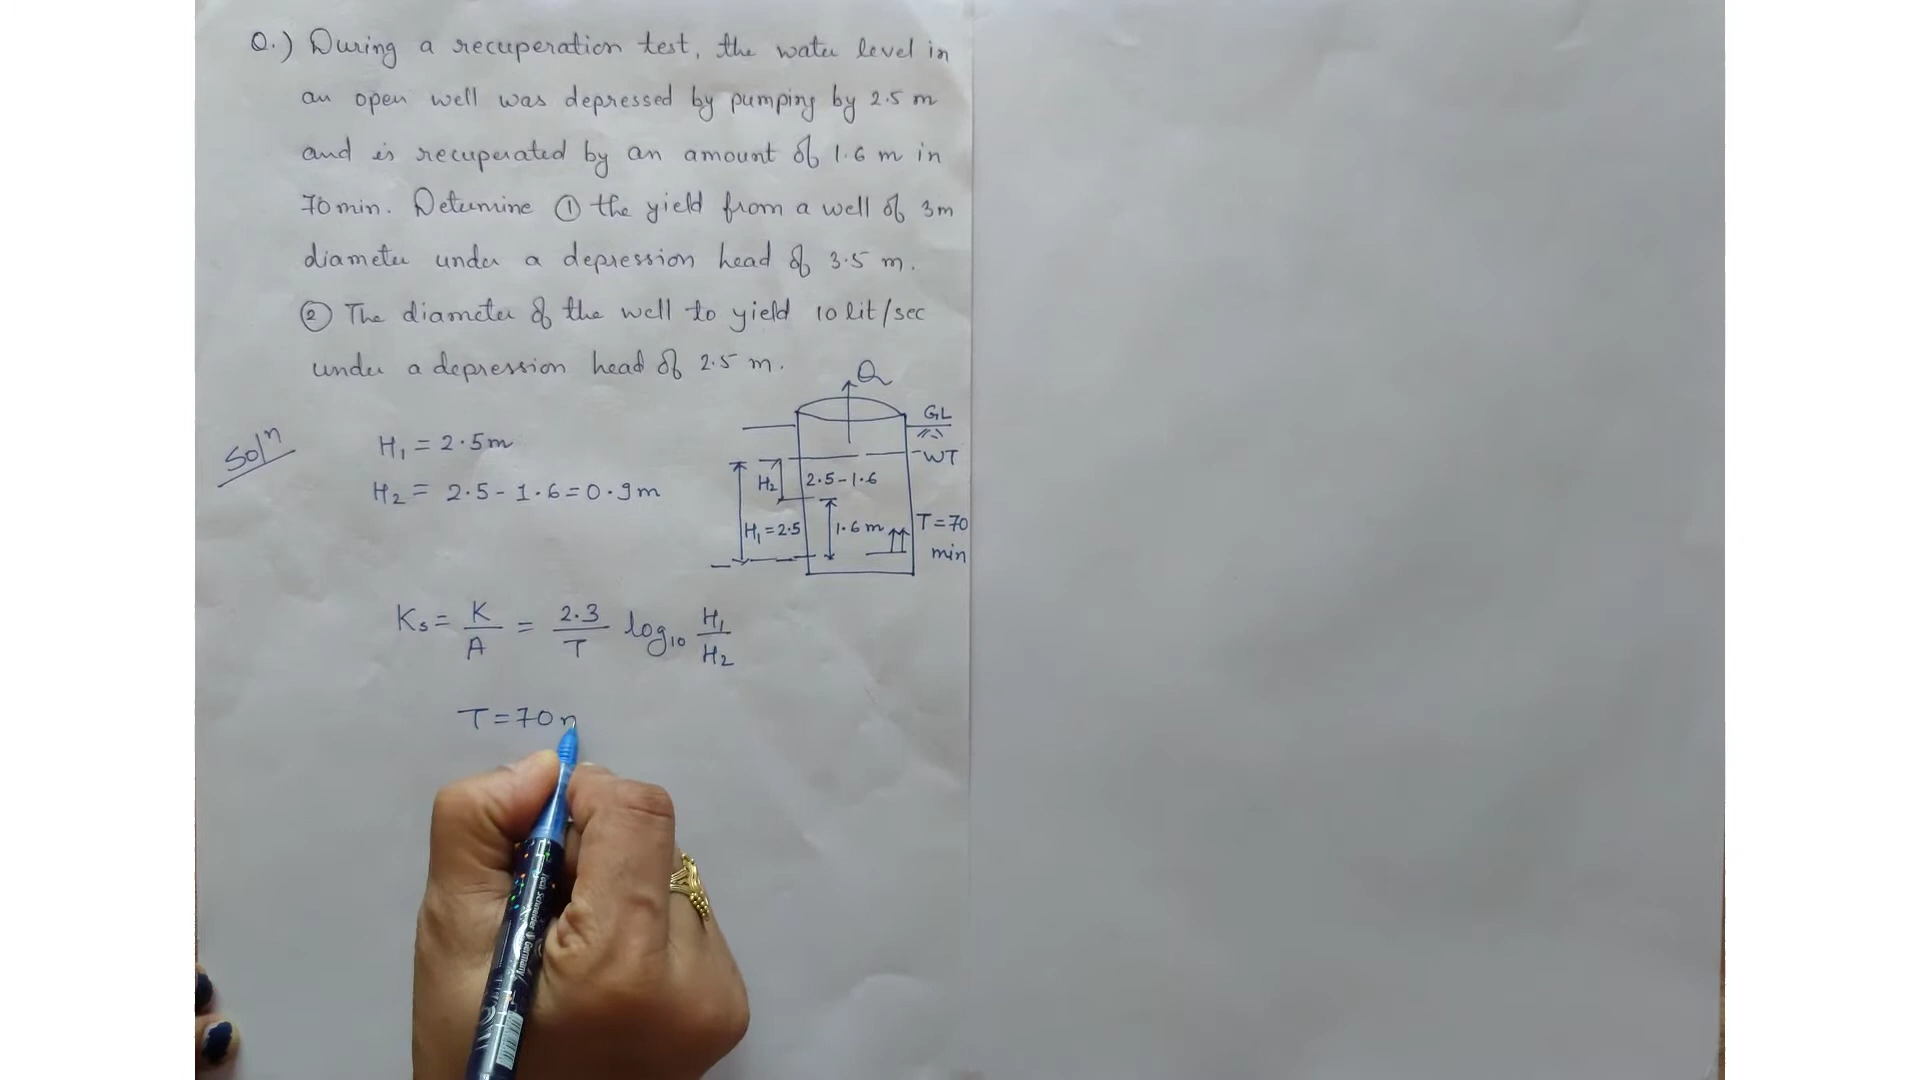 Q.) During a recuperation test, the water level in
an open well was depressed by pumping by 2.5 m
and is recuperated by an amount of 1.6 m in
70min. Determine ① the yield from a well of 3m
diameter under a depression head of 3.5 m.
② The diameter of the well to yield 10 lit/sec
under a depression head of 2.5 m.
Solⁿ
H₁ = 2.5m
H₂ = 2.5 - 1.6 = 0.9m
Q
GL
WT
H₂ 2.5-1.6
H₁ = 2.5 1.6 m T = 70
min
Ks = K/A = 2.3/T log₁₀ H₁/H₂
T = 70